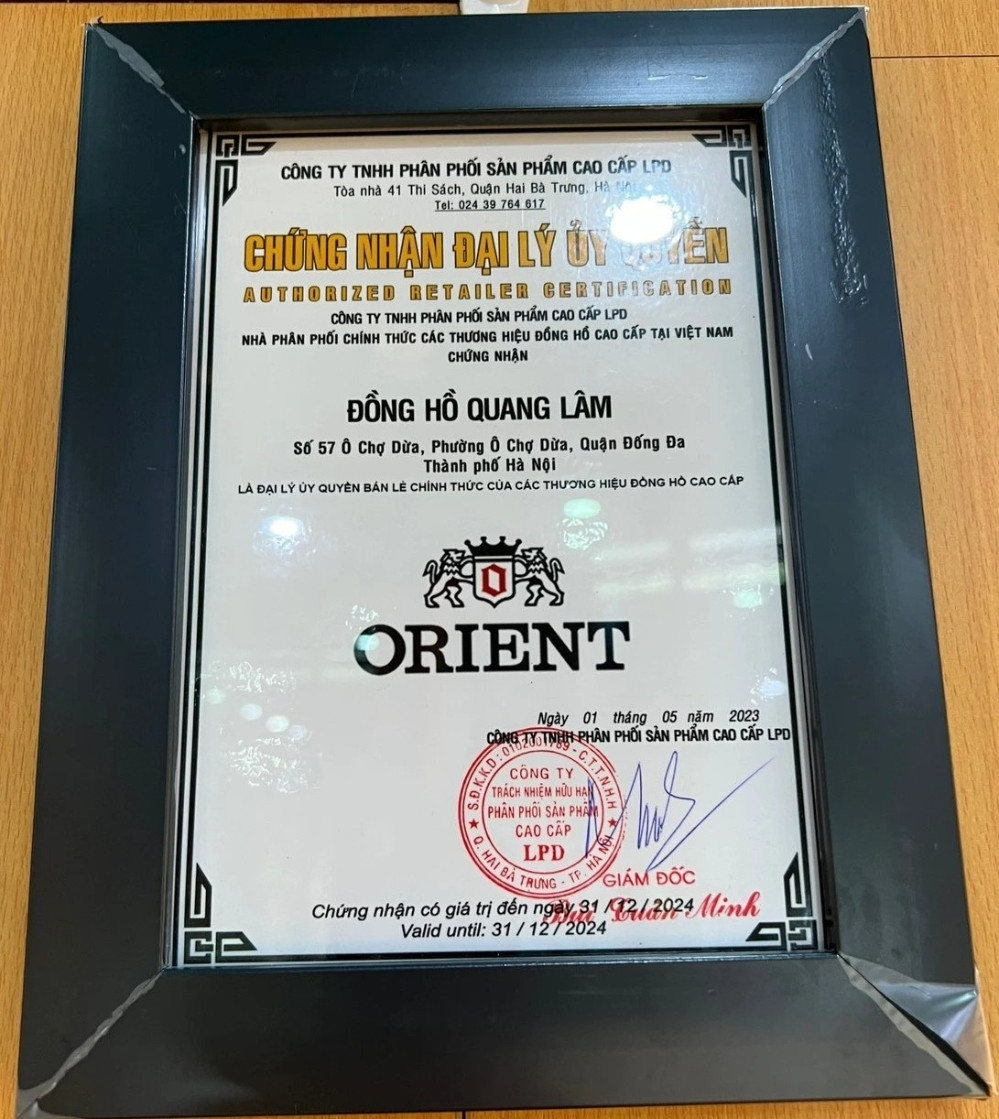 CÔNG TY TNHH PHÂN PHỐI SẢN PHẨM CAO CẤP LPD
Tòa nhà 41 Thi Sách, Quận Hai Bà Trưng, Hà Nội
Tel: 024 39 764 617
CHỨNG NHẬN ĐẠI LÝ ỦY QUYỀN
AUTHORIZED RETAILER CERTIFICATION
CÔNG TY TNHH PHÂN PHỐI SẢN PHẨM CAO CẤP LPD
NHÀ PHÂN PHỐI CHÍNH THỨC CÁC THƯƠNG HIỆU ĐỒNG HỒ CAO CẤP TẠI VIỆT NAM
CHỨNG NHẬN
ĐỒNG HỒ QUANG LÂM
Số 57 Ô Chợ Dừa, Phường Ô Chợ Dừa, Quận Đống Đa
Thành phố Hà Nội
LÀ ĐẠI LÝ ỦY QUYỀN BÁN LẺ CHÍNH THỨC CỦA CÁC THƯƠNG HIỆU ĐỒNG HỒ CAO CẤP
ORIENT
Ngày 01 tháng 05 năm 2023
CÔNG TY TNHH PHÂN PHỐI SẢN PHẨM CAO CẤP LPD
S.Đ.K.K.D: - C.T.T.N.H.H
CÔNG TY
TRÁCH NHIỆM HỮU HẠN
PHÂN PHỐI SẢN PHẨM
CAO CẤP
LPD
Q. HAI BÀ TRƯNG - TP. HÀ NỘI
GIÁM ĐỐC
Bùi Tuấn Minh
Chứng nhận có giá trị đến ngày 31 / 12 / 2024
Valid until: 31 / 12 / 2024